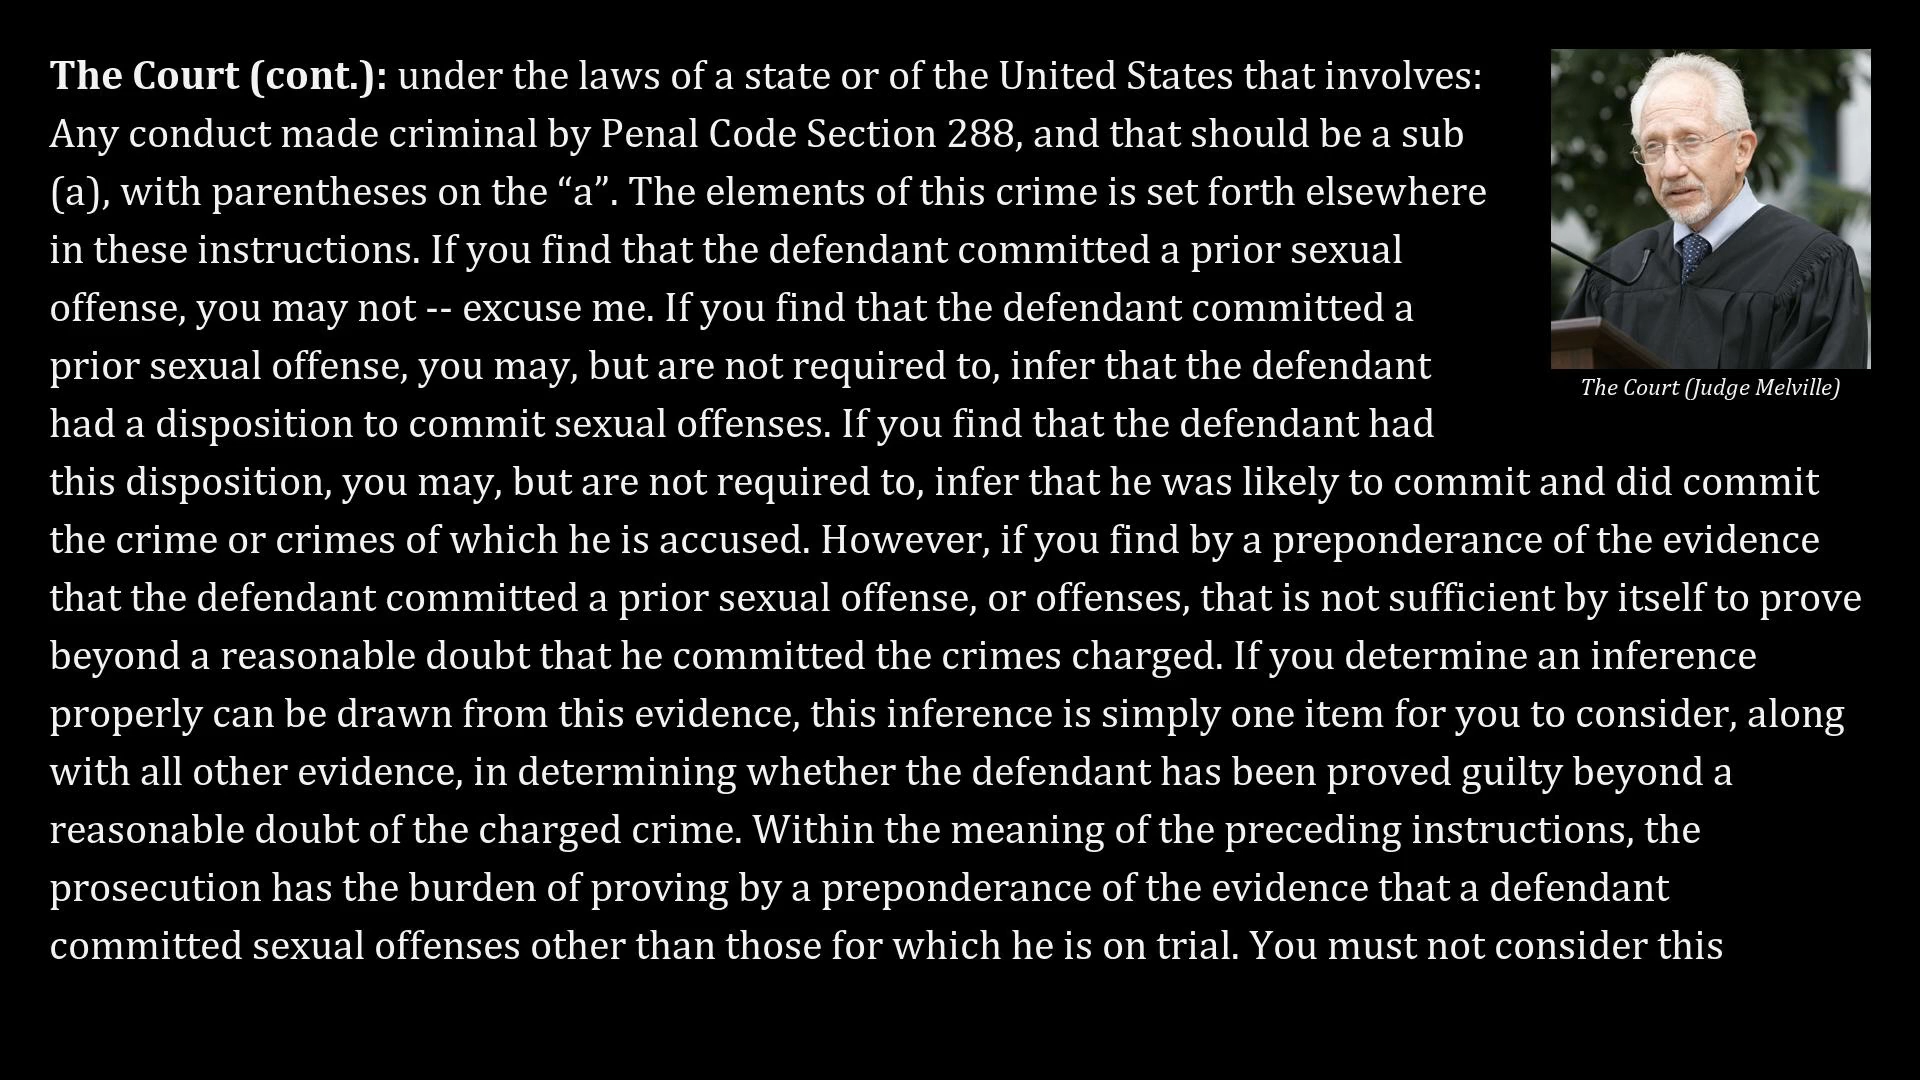 The Court (cont.): under the laws of a state or of the United States that involves:
Any conduct made criminal by Penal Code Section 288, and that should be a sub
(a), with parentheses on the “a”. The elements of this crime is set forth elsewhere
in these instructions. If you find that the defendant committed a prior sexual
offense, you may not -- excuse me. If you find that the defendant committed a
prior sexual offense, you may, but are not required to, infer that the defendant
had a disposition to commit sexual offenses. If you find that the defendant had
this disposition, you may, but are not required to, infer that he was likely to commit and did commit
the crime or crimes of which he is accused. However, if you find by a preponderance of the evidence
that the defendant committed a prior sexual offense, or offenses, that is not sufficient by itself to prove
beyond a reasonable doubt that he committed the crimes charged. If you determine an inference
properly can be drawn from this evidence, this inference is simply one item for you to consider, along
with all other evidence, in determining whether the defendant has been proved guilty beyond a
reasonable doubt of the charged crime. Within the meaning of the preceding instructions, the
prosecution has the burden of proving by a preponderance of the evidence that a defendant
committed sexual offenses other than those for which he is on trial. You must not consider this
The Court (Judge Melville)